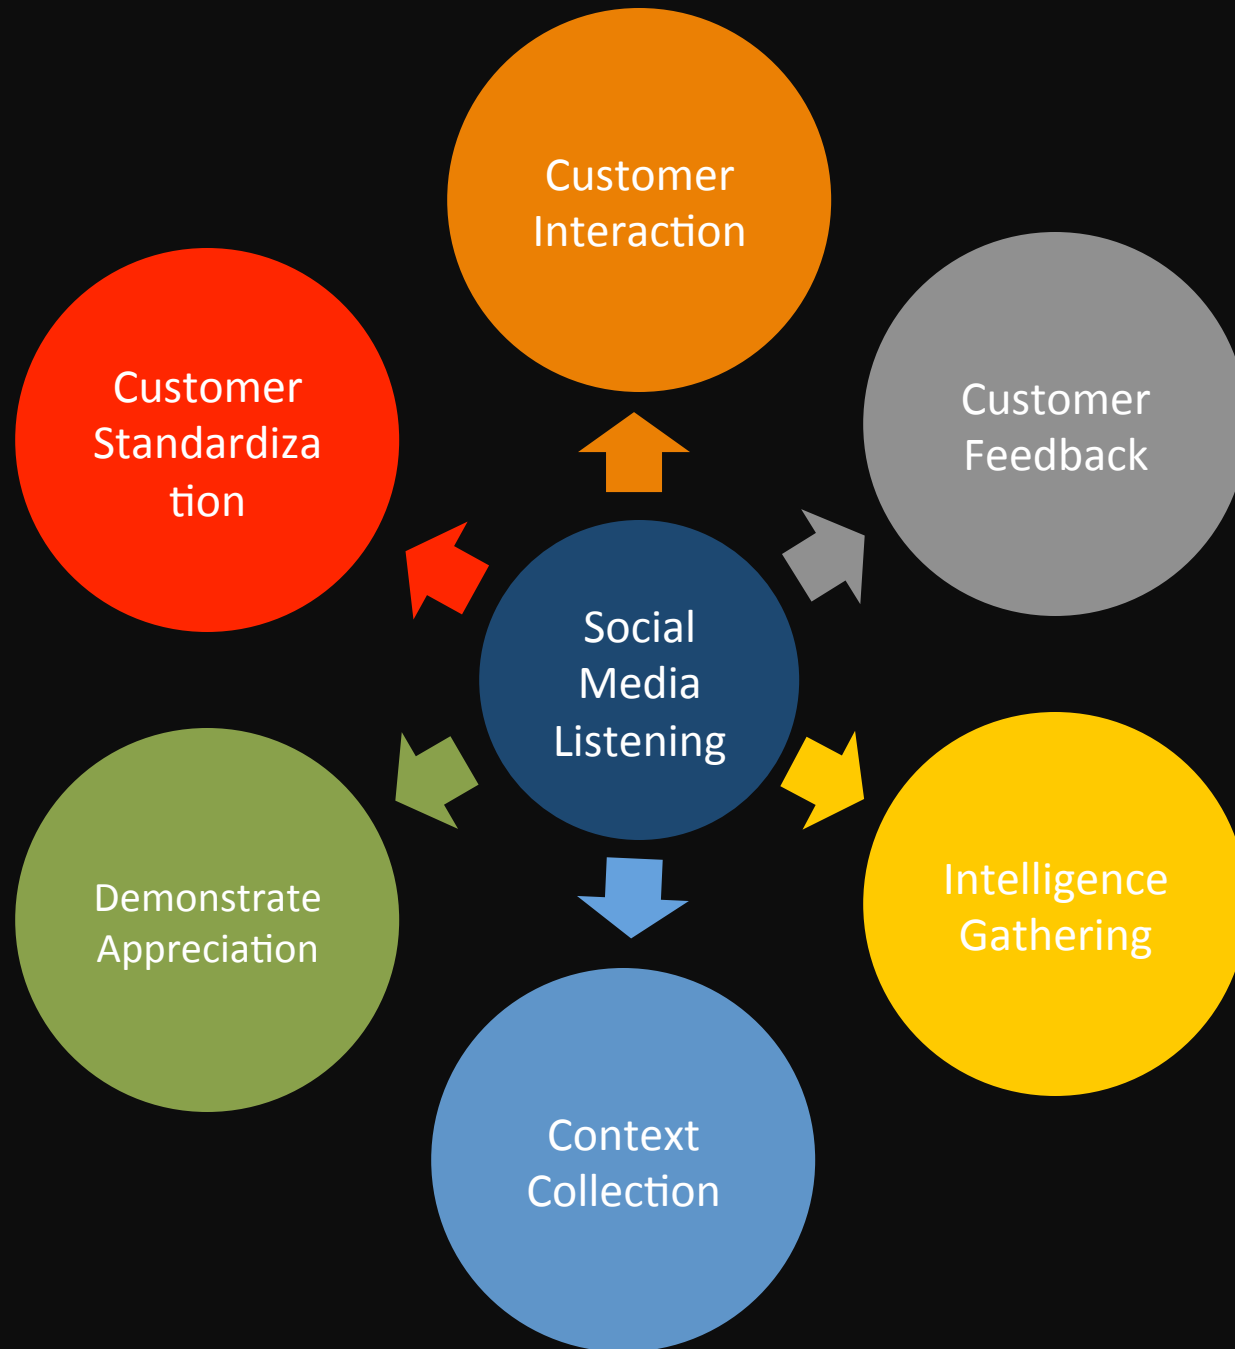 Customer
Interaction
Customer
Feedback
Customer
Standardiza
tion
Social
Media
Listening
Intelligence
Gathering
Demonstrate
Appreciation
Context
Collection